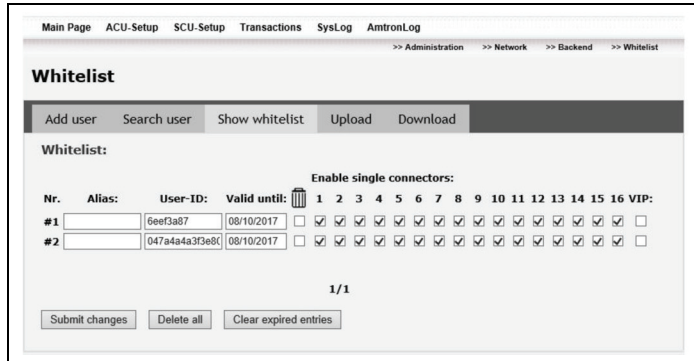 Main Page ACU-Setup SCU-Setup Transactions SysLog AmtronLog
>> Administration >> Network >> Backend >> Whitelist
Whitelist
Add user Search user Show whitelist Upload Download
Whitelist:
Enable single connectors:
Nr. Alias: User-ID: Valid until: 1 2 3 4 5 6 7 8 9 10 11 12 13 14 15 16 VIP:
#1 6eef3a87 08/10/2017
#2 047a4a4a3f3e80 08/10/2017
1/1
Submit changes Delete all Clear expired entries